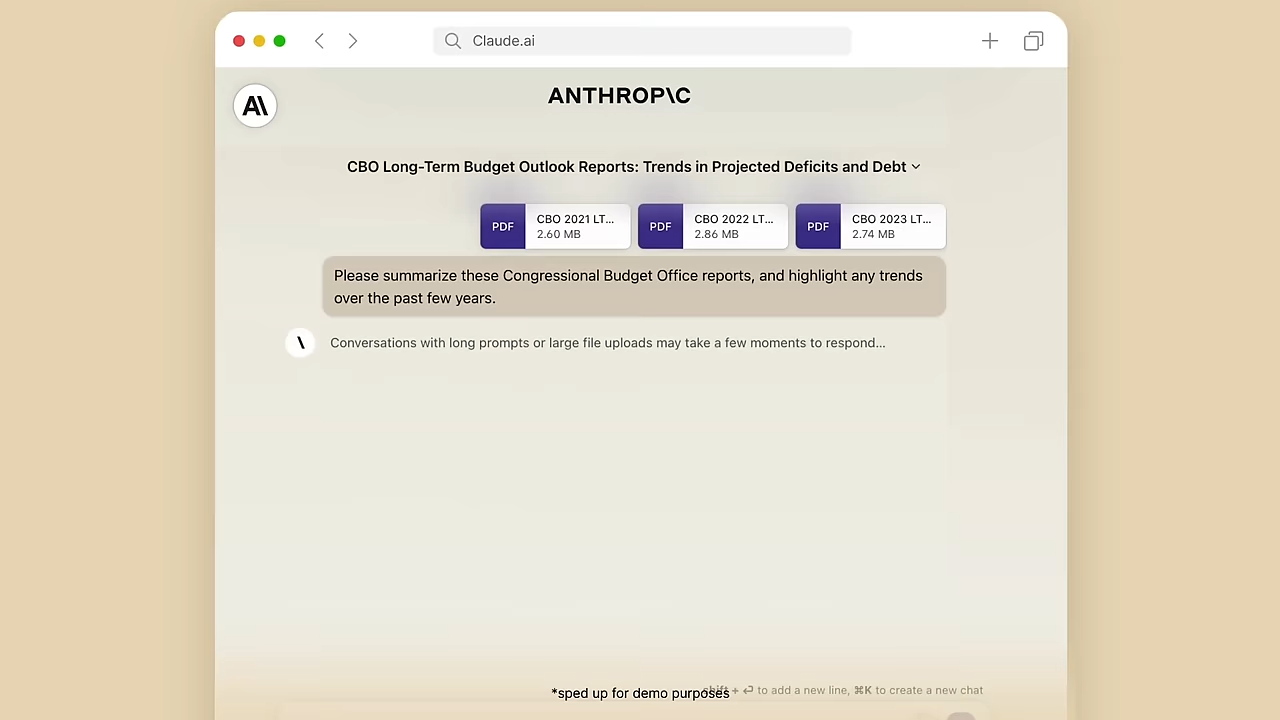 Claude.ai
A\
ANTHROP\C
CBO Long-Term Budget Outlook Reports: Trends in Projected Deficits and Debt
PDF CBO 2021 LT... 2.60 MB
PDF CBO 2022 LT... 2.86 MB
PDF CBO 2023 LT... 2.74 MB
Please summarize these Congressional Budget Office reports, and highlight any trends
over the past few years.
\ Conversations with long prompts or large file uploads may take a few moments to respond...
*sped up for demo purposes
shift + ⏎ to add a new line, ⌘K to create a new chat